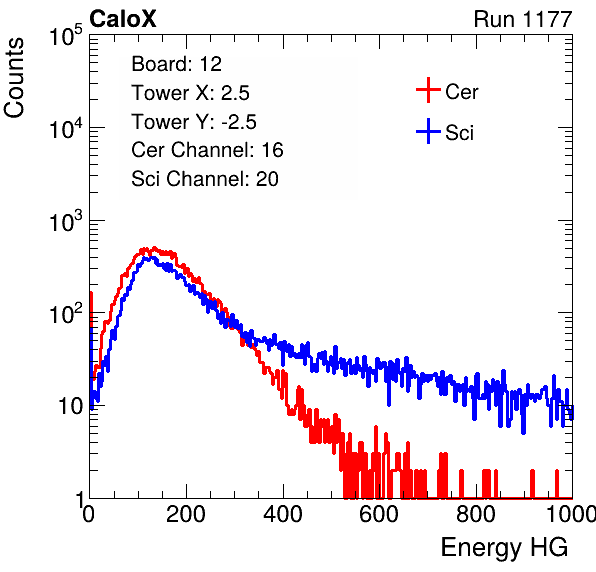 CaloX Run 1177
Counts
10^5
10^4
10^3
10^2
10
1
Board: 12
Tower X: 2.5
Tower Y: -2.5
Cer Channel: 16
Sci Channel: 20
Cer
Sci
0 200 400 600 800 1000
Energy HG